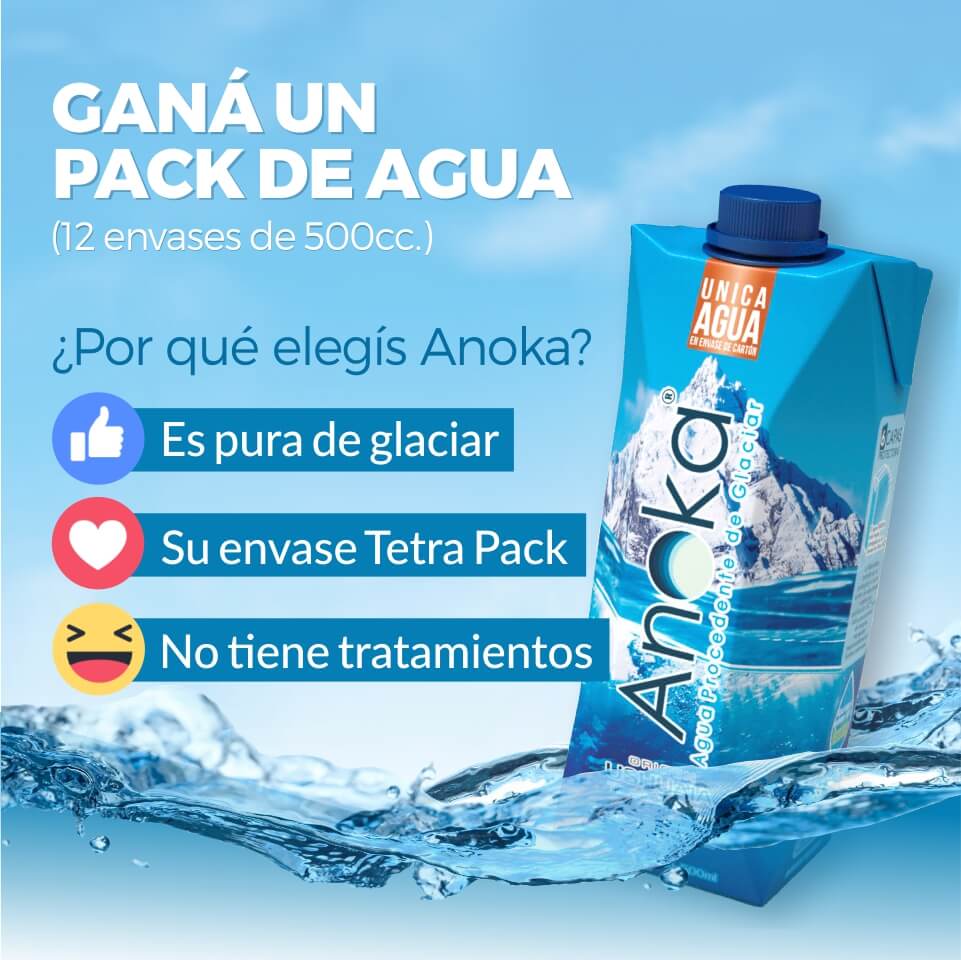 GANÁ UN
PACK DE AGUA
(12 envases de 500cc.)
¿Por qué elegís Anoka?
Es pura de glaciar
Su envase Tetra Pack
No tiene tratamientos
UNICA
AGUA
EN ENVASE DE CARTÓN
Anoka®
Agua Procedente de Glaciar